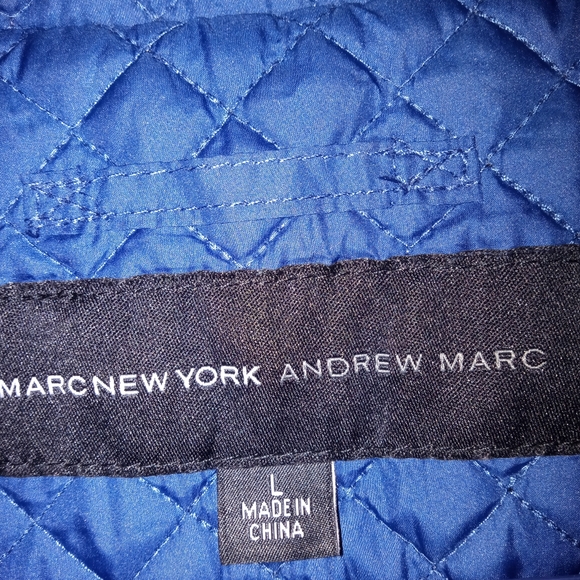 MARC NEW YORK ANDREW MARC
L
MADE IN
CHINA